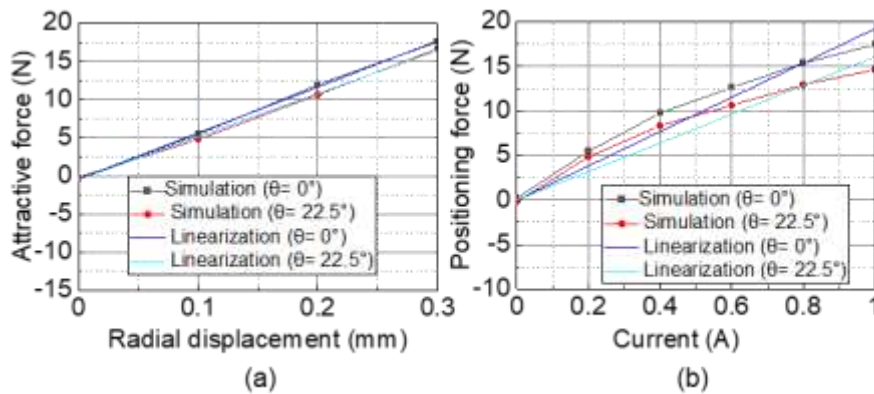 20
15
10
5
0
-5
-10
-15
Attractive force (N)
Simulation (θ= 0°)
Simulation (θ= 22.5°)
Linearization (θ= 0°)
Linearization (θ= 22.5°)
0 0.1 0.2 0.3
Radial displacement (mm)
(a)
20
15
10
5
0
-5
-10
Positioning force (N)
Simulation (θ= 0°)
Simulation (θ= 22.5°)
Linearization (θ= 0°)
Linearization (θ= 22.5°)
0 0.2 0.4 0.6 0.8 1
Current (A)
(b)